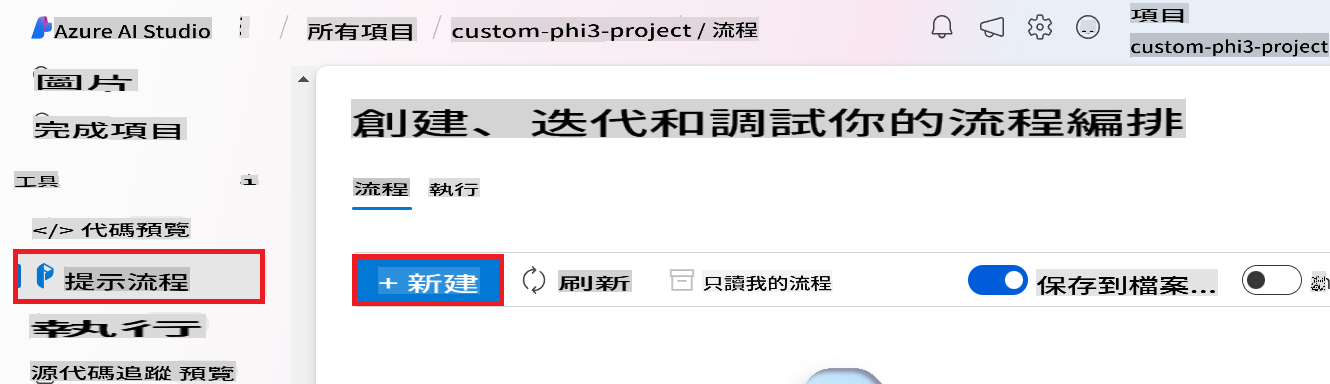 Azure AI Studio / 所有項目 / custom-phi3-project / 流程
項目
custom-phi3-project
圖片
完成項目
工具
</> 代碼預覽
提示流程
執行
源代碼追蹤 預覽
創建、迭代和調試你的流程編排
流程 執行
+ 新建 刷新 只讀我的流程 保存到檔案...